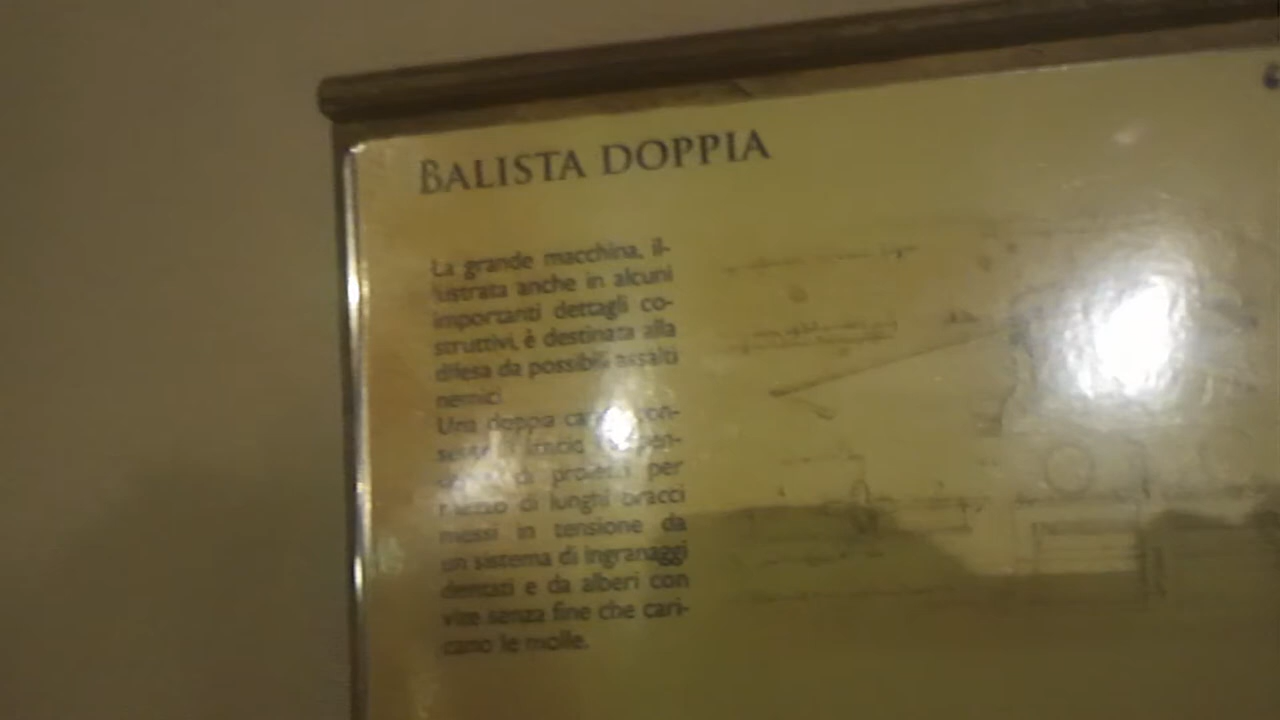 BALISTA DOPPIA
La grande macchina, il-
lustrata anche in alcuni
importanti dettagli co-
struttivi, è destinata alla
difesa da possibili assalti
nemici
Una doppia
di per
di lunghi bracci
messi in tensione da
un sistema di ingranaggi
dentati e da alberi con
vite senza fine che cari-
cano le molle.